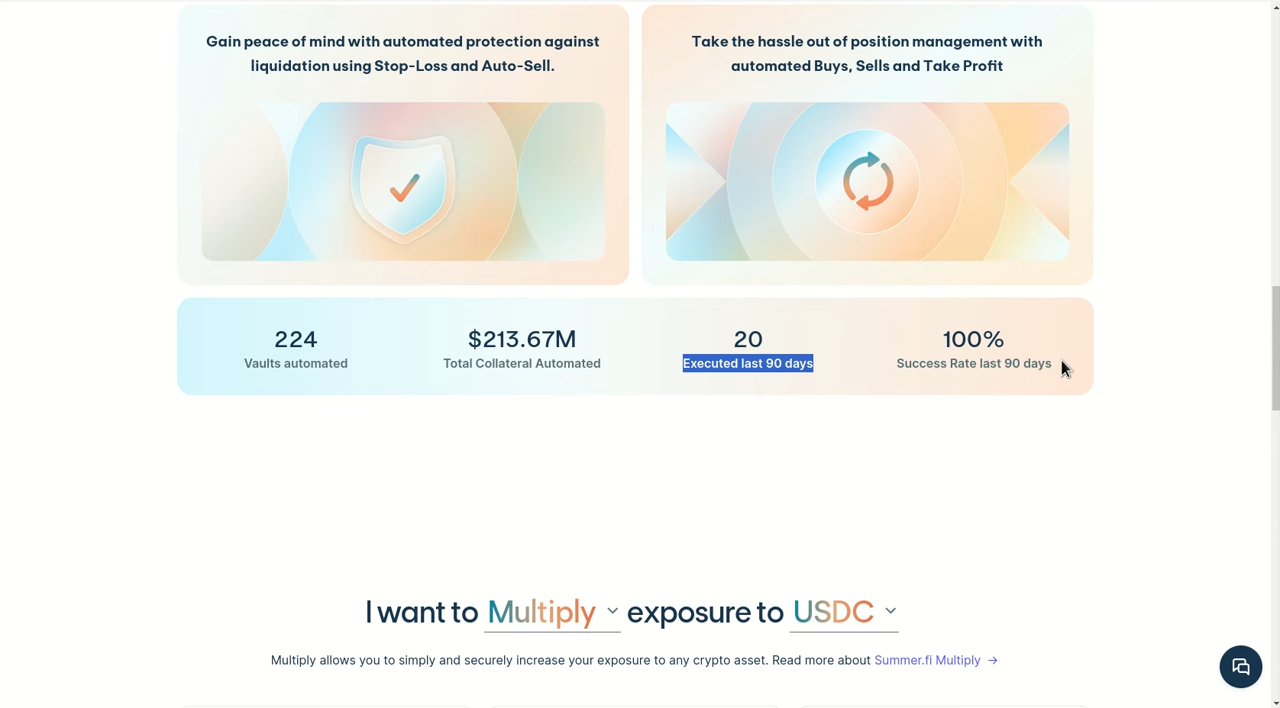 Gain peace of mind with automated protection against
liquidation using Stop-Loss and Auto-Sell.
Take the hassle out of position management with
automated Buys, Sells and Take Profit
224
Vaults automated
$213.67M
Total Collateral Automated
20
Executed last 90 days
100%
Success Rate last 90 days
I want to Multiply exposure to USDC
Multiply allows you to simply and securely increase your exposure to any crypto asset. Read more about Summer.fi Multiply →